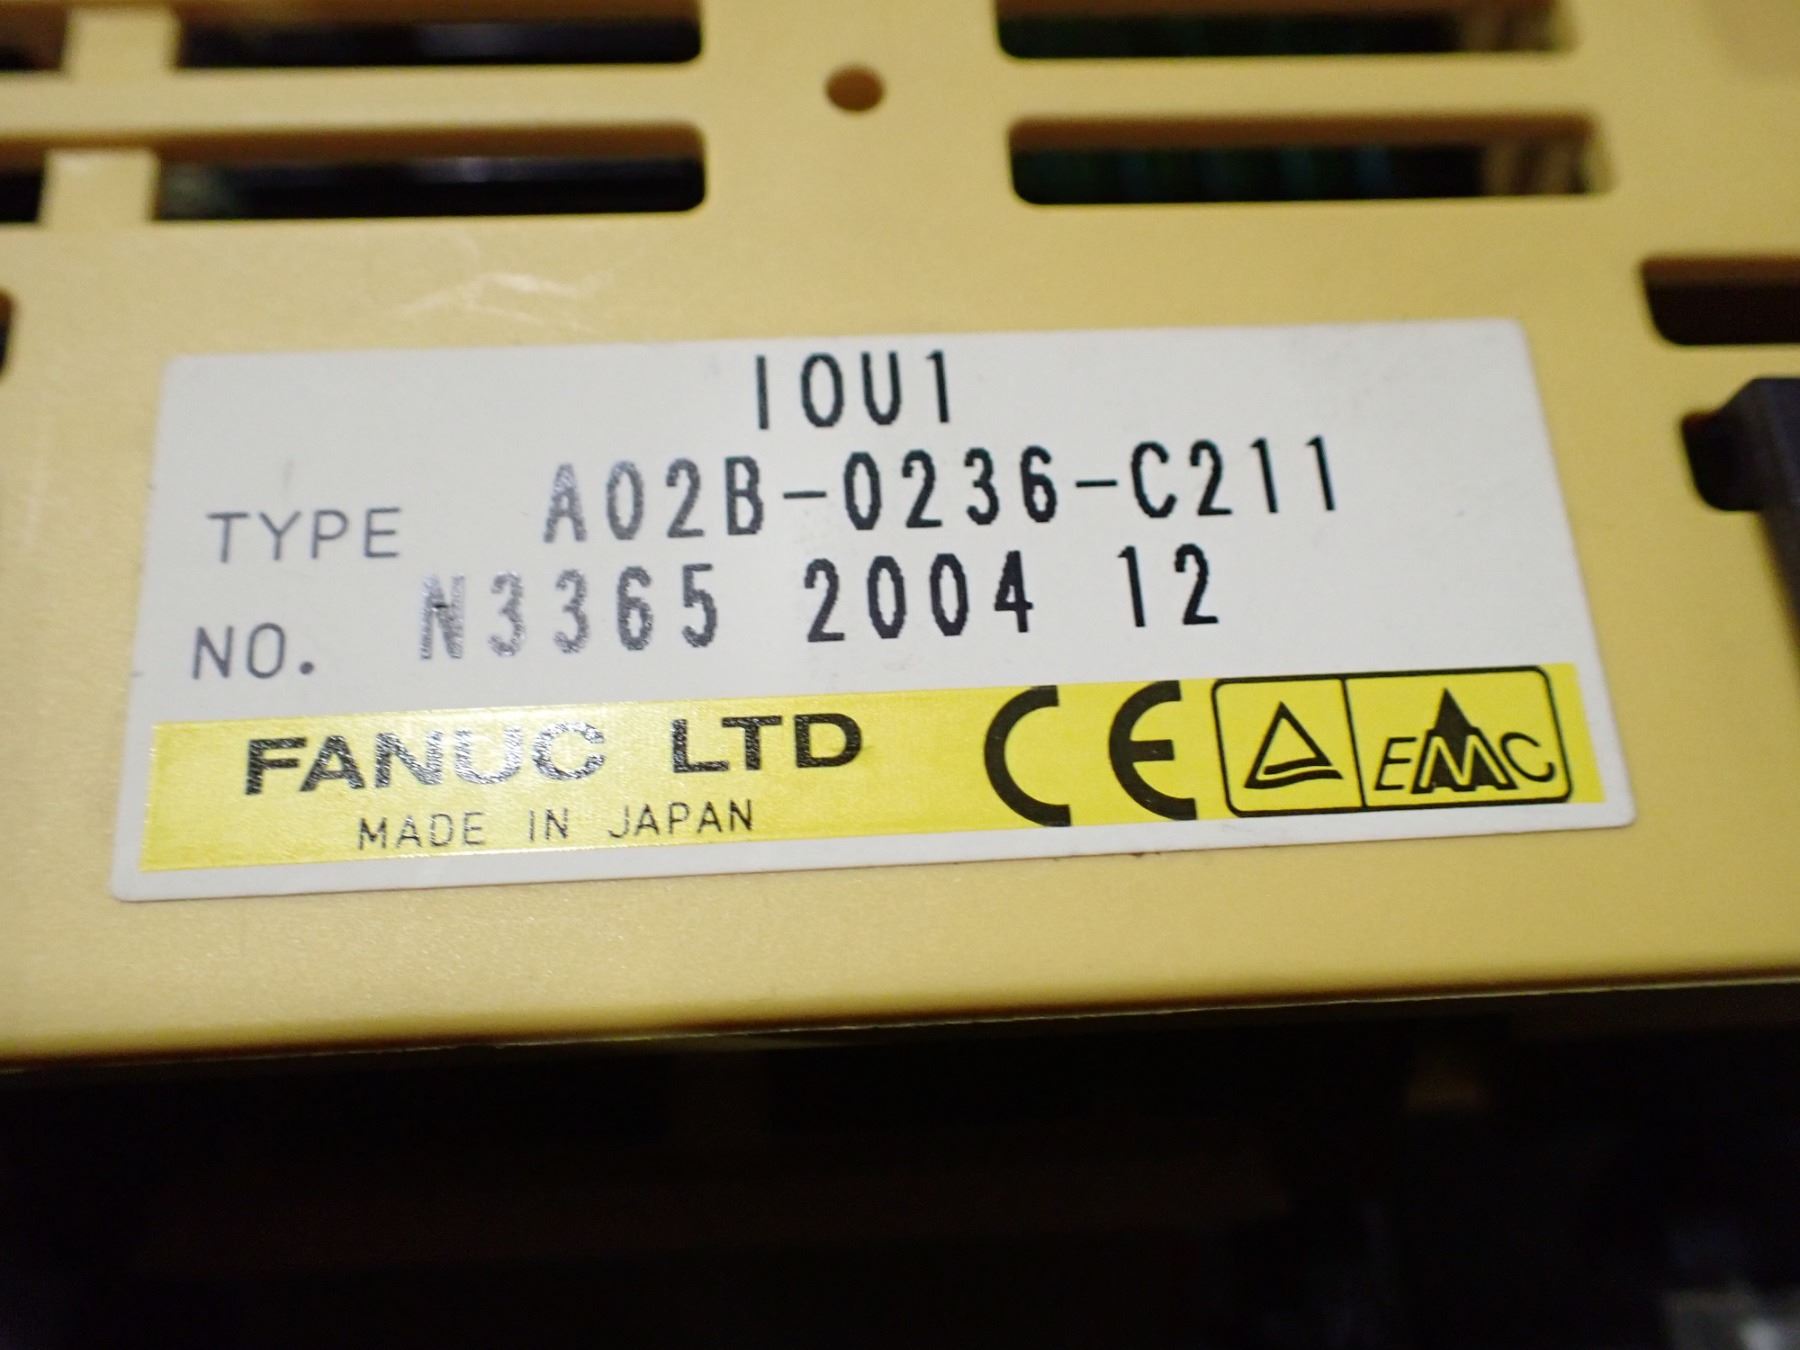 IOU1
TYPE A02B-0236-C211
NO. N3365 2004 12
FANUC LTD CE EMC
MADE IN JAPAN